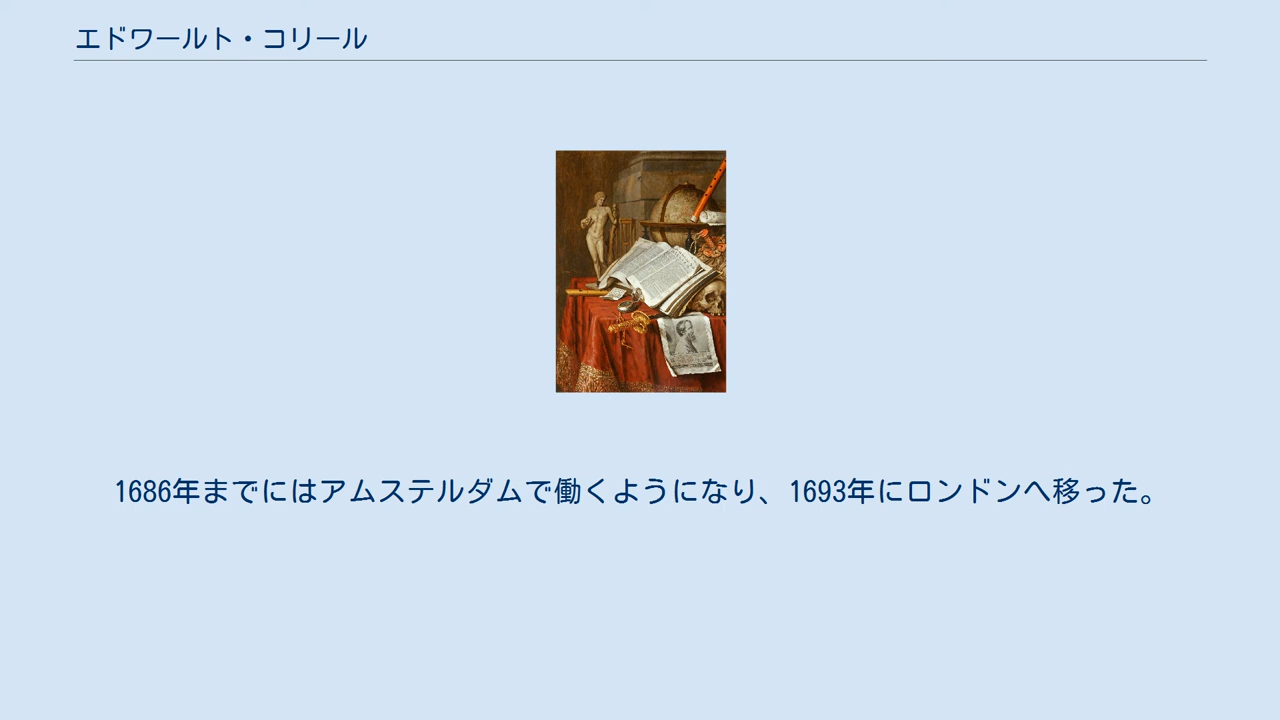 エドワールト・コリール
1686年までにはアムステルダムで働くようになり、1693年にロンドンへ移った。